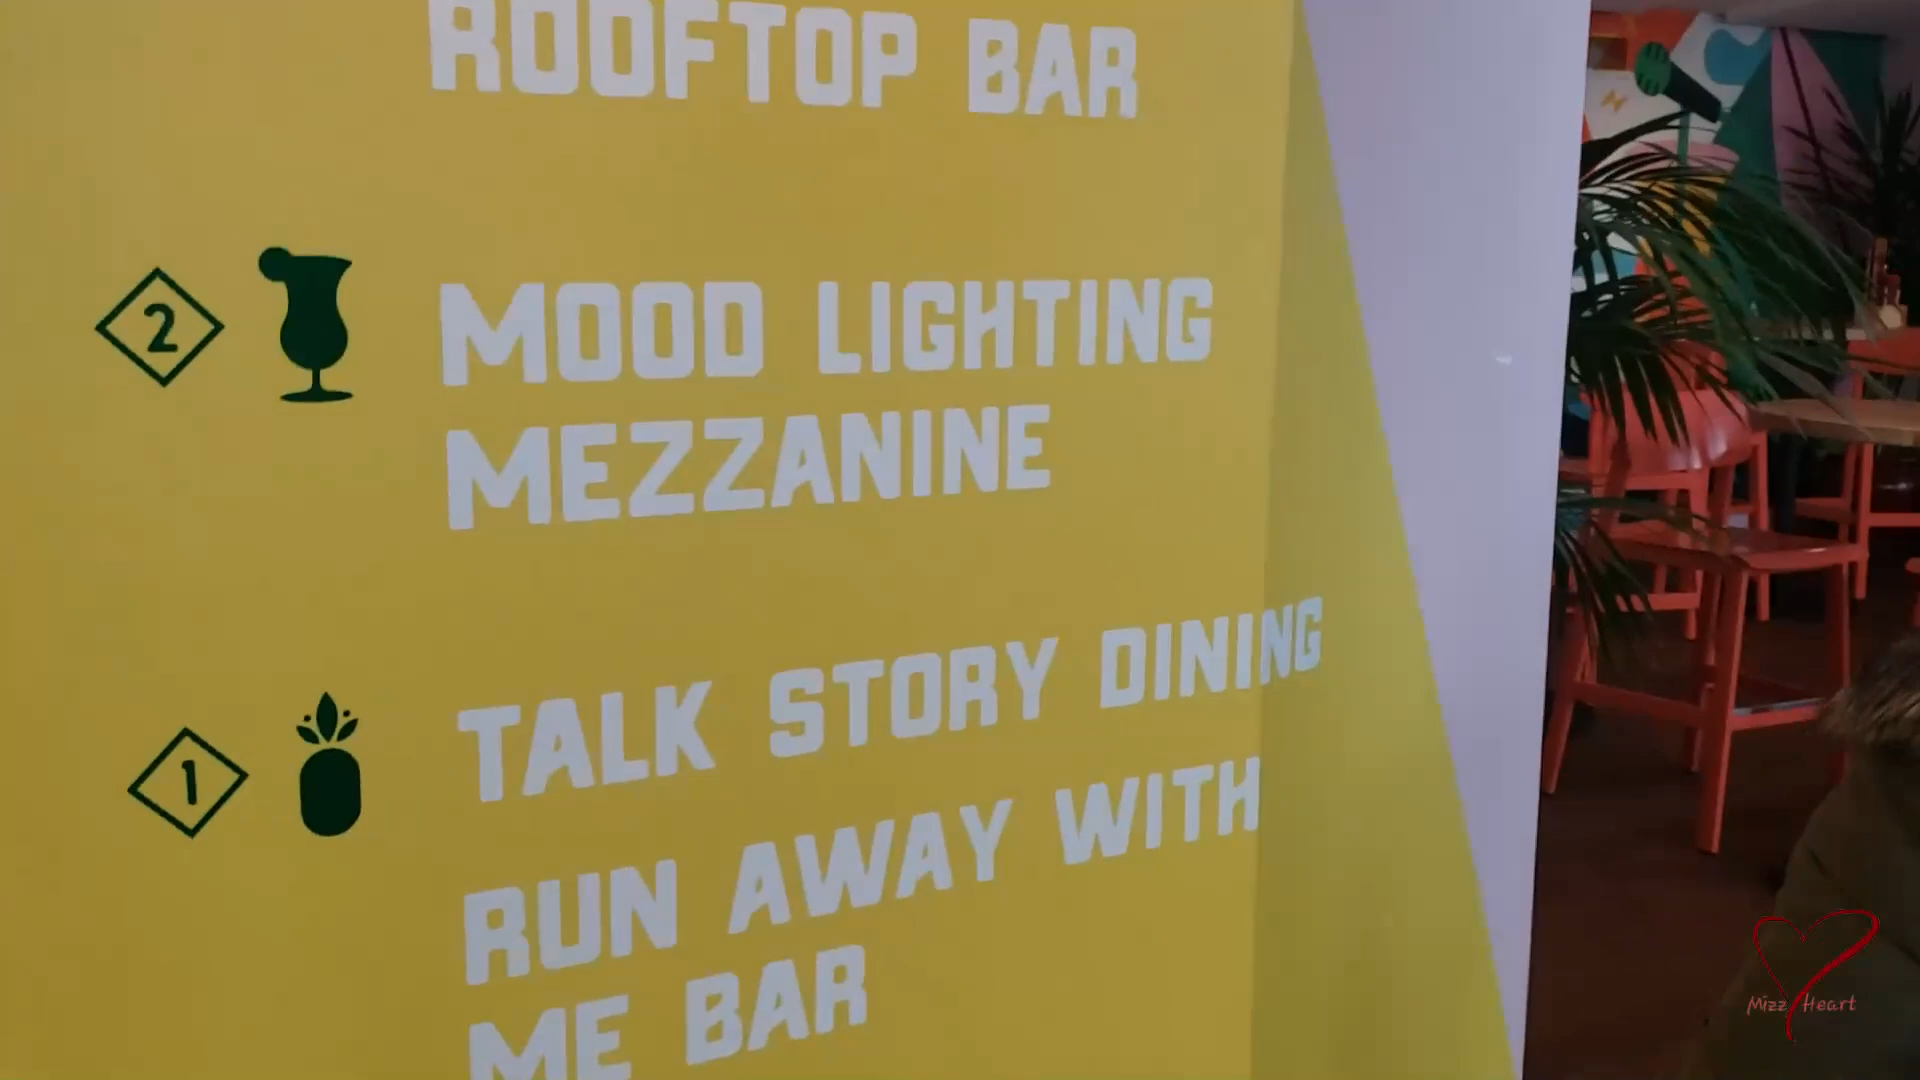 ROOFTOP BAR
2
MOOD LIGHTING
MEZZANINE
1
TALK STORY DINING
RUN AWAY WITH
ME BAR
Mizz Heart